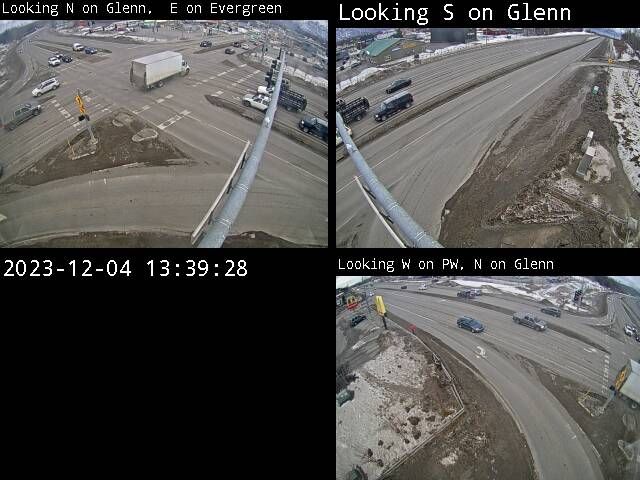 Looking N on Glenn,  E on Evergreen
Looking S on Glenn
2023-12-04 13:39:28
Looking W on PW, N on Glenn